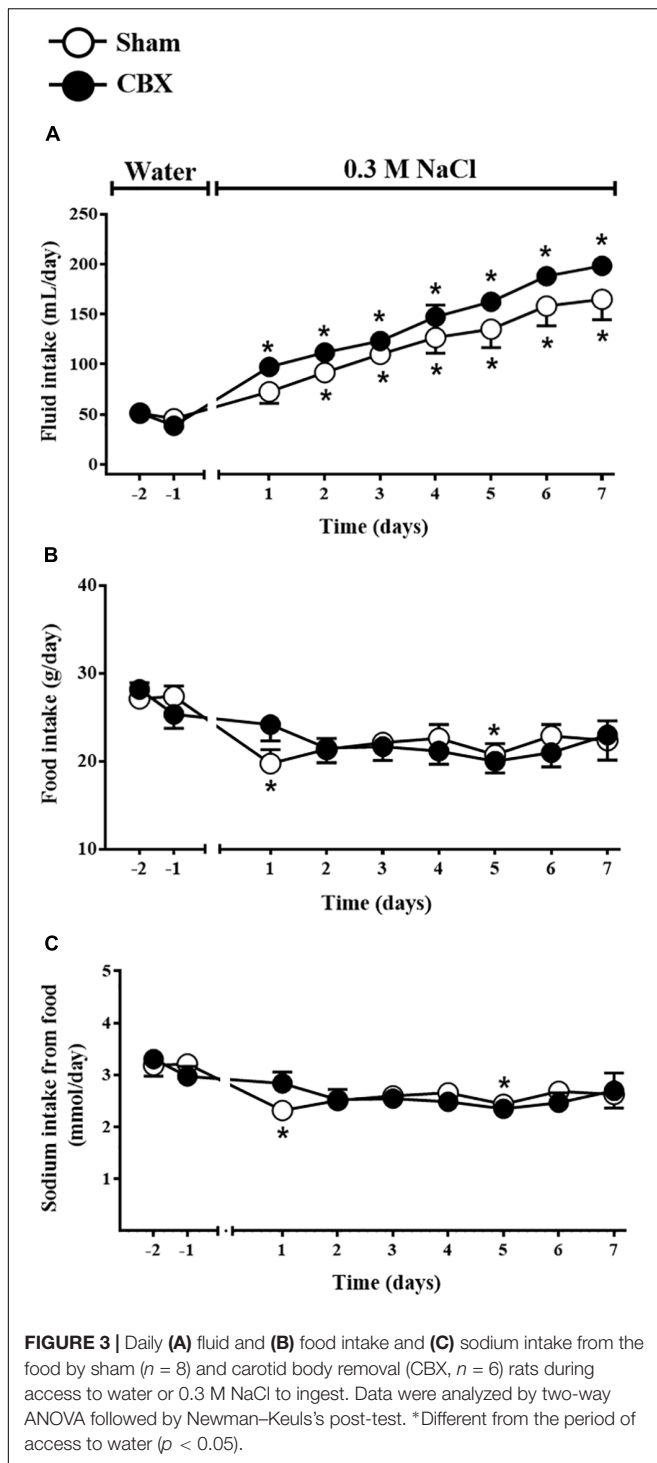 Sham
CBX
A
Water
0.3 M NaCl
Fluid intake (mL/day)
250
200
150
100
50
0
* * * * * * *
* * * * * *
-2 -1 1 2 3 4 5 6 7
Time (days)
B
Food intake (g/day)
40
30
20
10
*
*
-2 -1 1 2 3 4 5 6 7
Time (days)
C
Sodium intake from food
(mmol/day)
5
4
3
2
1
*
*
-2 -1 1 2 3 4 5 6 7
Time (days)
FIGURE 3 | Daily (A) fluid and (B) food intake and (C) sodium intake from the
food by sham (n = 8) and carotid body removal (CBX, n = 6) rats during
access to water or 0.3 M NaCl to ingest. Data were analyzed by two-way
ANOVA followed by Newman–Keuls's post-test. *Different from the period of
access to water (p < 0.05).